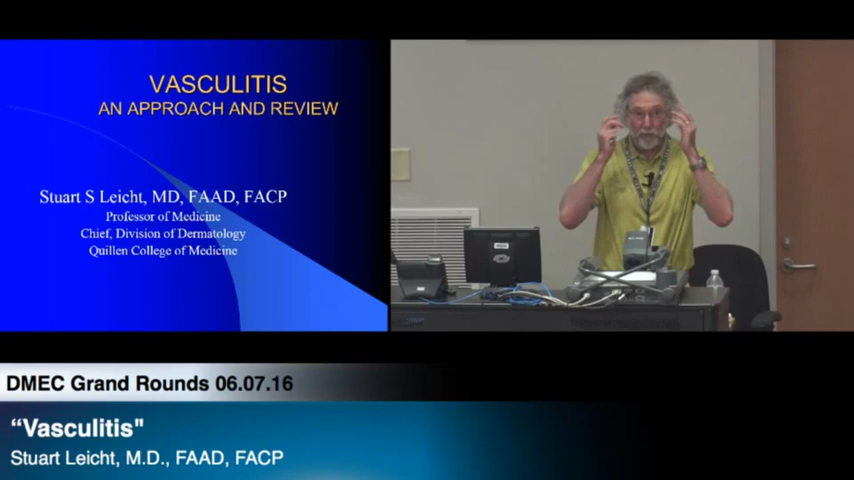 VASCULITIS
AN APPROACH AND REVIEW
Stuart S Leicht, MD, FAAD, FACP
Professor of Medicine
Chief, Division of Dermatology
Quillen College of Medicine
DMEC Grand Rounds 06.07.16
“Vasculitis"
Stuart Leicht, M.D., FAAD, FACP